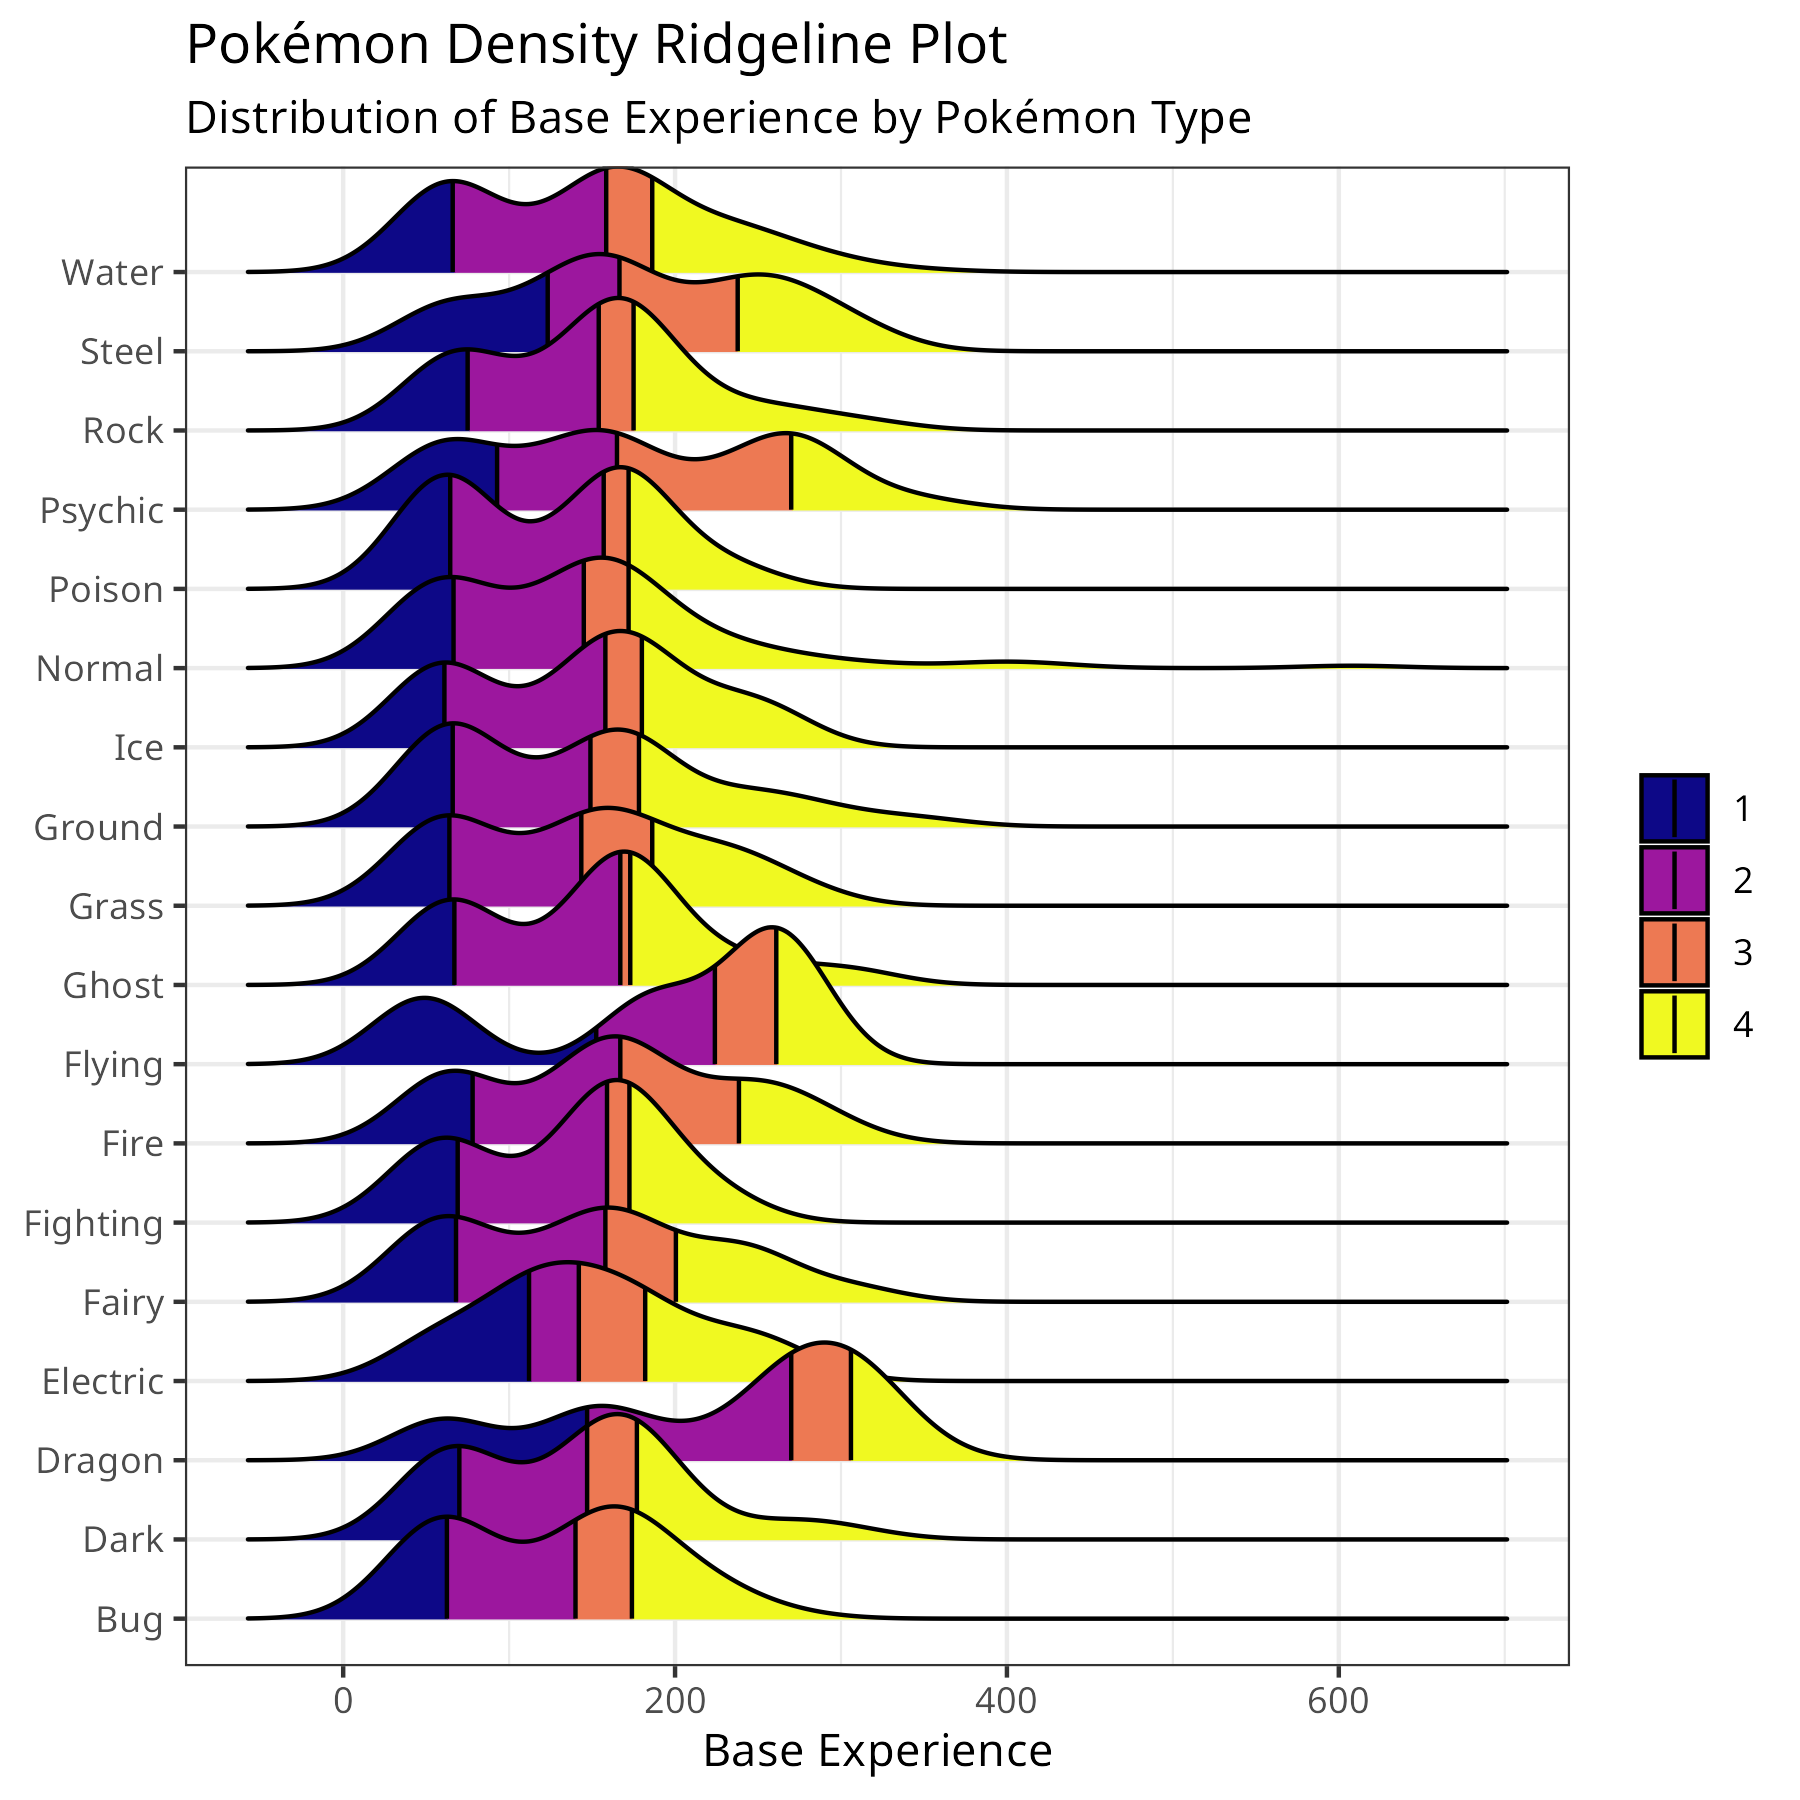 Pokémon Density Ridgeline Plot
Distribution of Base Experience by Pokémon Type
Water
Steel
Rock
Psychic
Poison
Normal
Ice
Ground
Grass
Ghost
Flying
Fire
Fighting
Fairy
Electric
Dragon
Dark
Bug
0 200 400 600
Base Experience
1
2
3
4